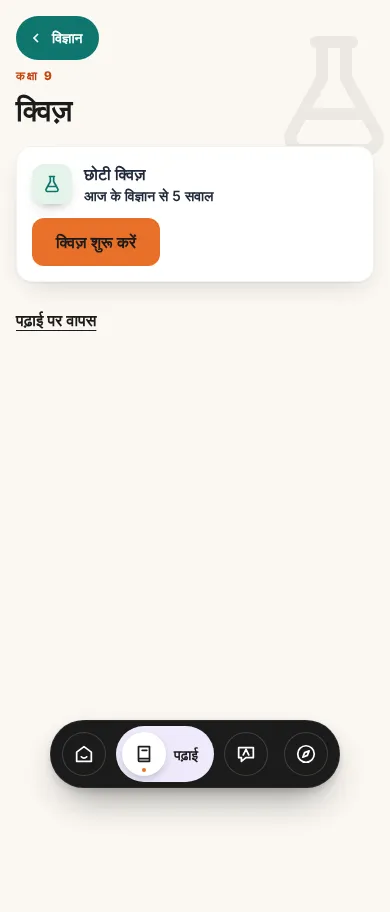 विज्ञान
कक्षा 9
क्विज़
छोटी क्विज़
आज के विज्ञान से 5 सवाल
क्विज़ शुरू करें
पढ़ाई पर वापस
पढ़ाई